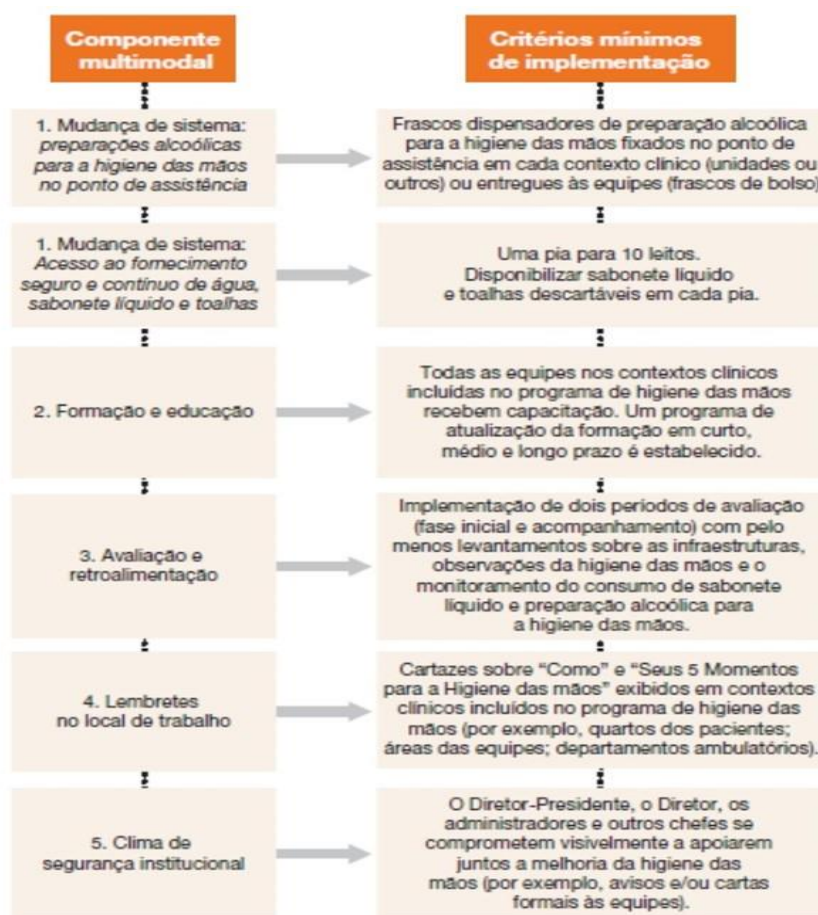 Componente
multimodal
Critérios mínimos
de implementação
1. Mudança de sistema:
preparações alcoólicas
para a higiene das mãos
no ponto de assistência
Frascos dispensadores de preparação alcoólica
para a higiene das mãos fixados no ponto de
assistência em cada contexto clínico (unidades ou
outros) ou entregues às equipes (frascos de bolso)
1. Mudança de sistema:
Acesso ao fornecimento
seguro e contínuo de água,
sabonete líquido e toalhas
Uma pia para 10 leitos.
Disponibilizar sabonete líquido
e toalhas descartáveis em cada pia.
2. Formação e educação
Todas as equipes nos contextos clínicos
incluídas no programa de higiene das mãos
recebem capacitação. Um programa de
atualização da formação em curto,
médio e longo prazo é estabelecido.
3. Avaliação e
retroalimentação
Implementação de dois períodos de avaliação
(fase inicial e acompanhamento) com pelo
menos levantamentos sobre as infraestruturas,
observações da higiene das mãos e o
monitoramento do consumo de sabonete
líquido e preparação alcoólica para
a higiene das mãos.
4. Lembretes
no local de trabalho
Cartazes sobre “Como” e “Seus 5 Momentos
para a Higiene das mãos” exibidos em contextos
clínicos incluídos no programa de higiene das
mãos (por exemplo, quartos dos pacientes;
áreas das equipes; departamentos ambulatórios).
5. Clima de
segurança institucional
O Diretor-Presidente, o Diretor, os
administradores e outros chefes se
comprometem visivelmente a apoiarem
juntos a melhoria da higiene das
mãos (por exemplo, avisos e/ou cartas
formais às equipes).